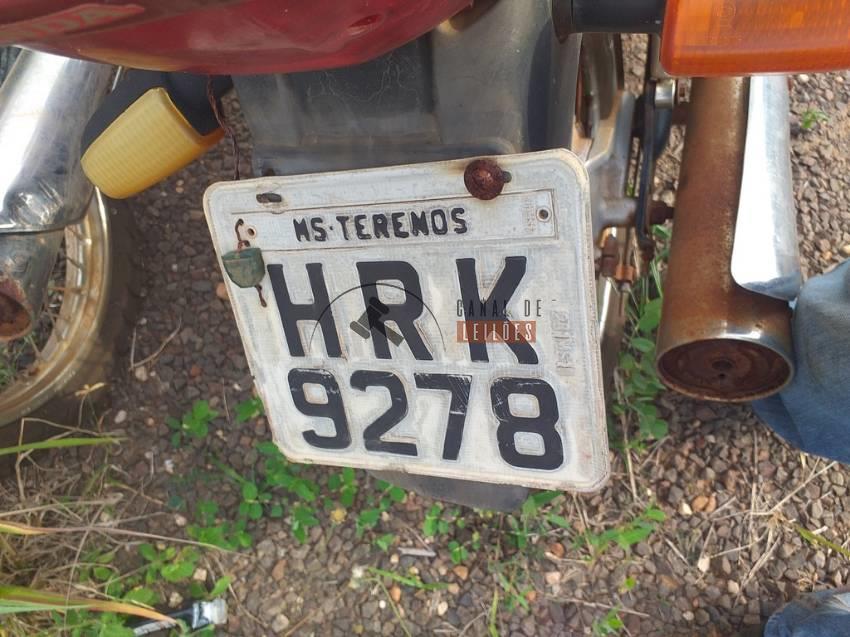 MS·TEREMOS
HRK
9278
CANAL DE
LEILÕES